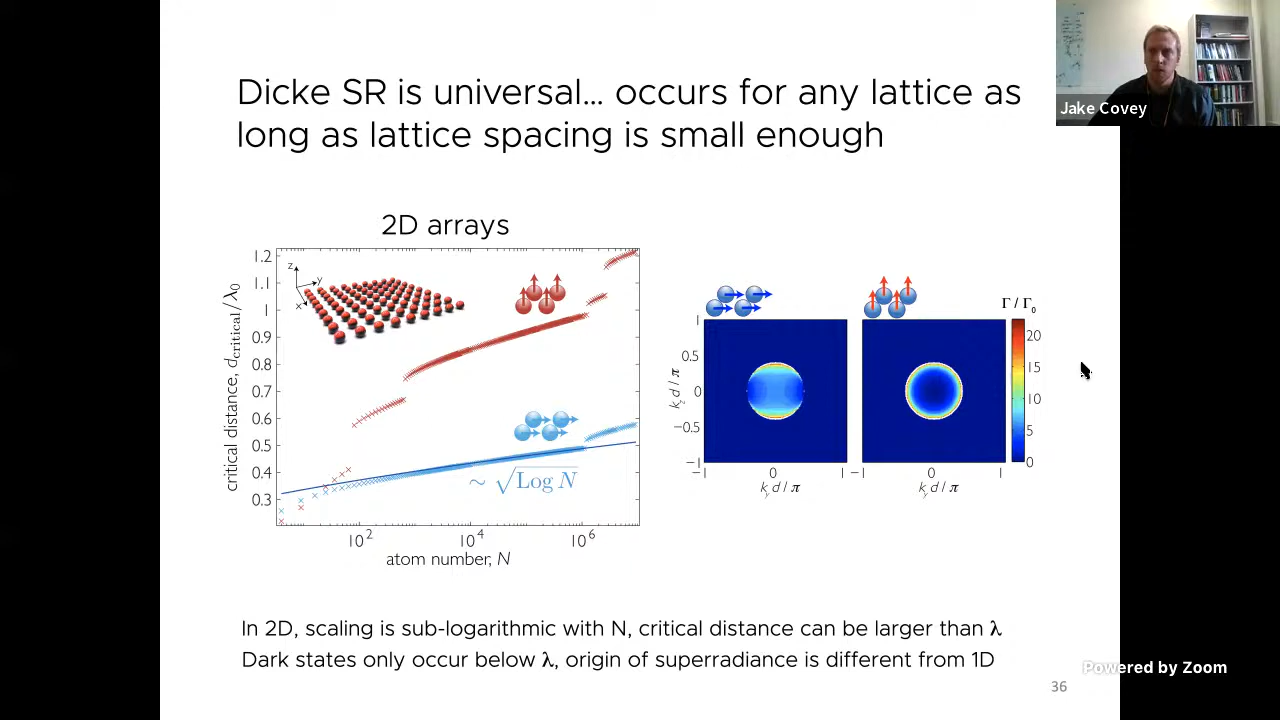 Dicke SR is universal... occurs for any lattice as
long as lattice spacing is small enough
Jake Covey
2D arrays
critical distance, d_critical/λ₀
1.2
1.1
1
0.9
0.8
0.7
0.6
0.5
0.4
0.3
z
y
x
~ √Log N
10²
10⁴
10⁶
atom number, N
k_z d / π
1
0.5
0
−0.5
−1
−1
0
1
k_y d / π
−1
0
1
k_y d / π
Γ / Γ₀
20
15
10
5
0
In 2D, scaling is sub-logarithmic with N, critical distance can be larger than λ
Dark states only occur below λ, origin of superradiance is different from 1D
Powered by Zoom
36